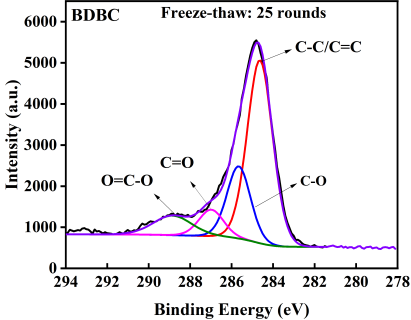 BDBC
Freeze-thaw: 25 rounds
Intensity (a.u.)
6000
5000
4000
3000
2000
1000
0
C-C/C=C
C=O
O=C-O
C-O
294 292 290 288 286 284 282 280 278
Binding Energy (eV)